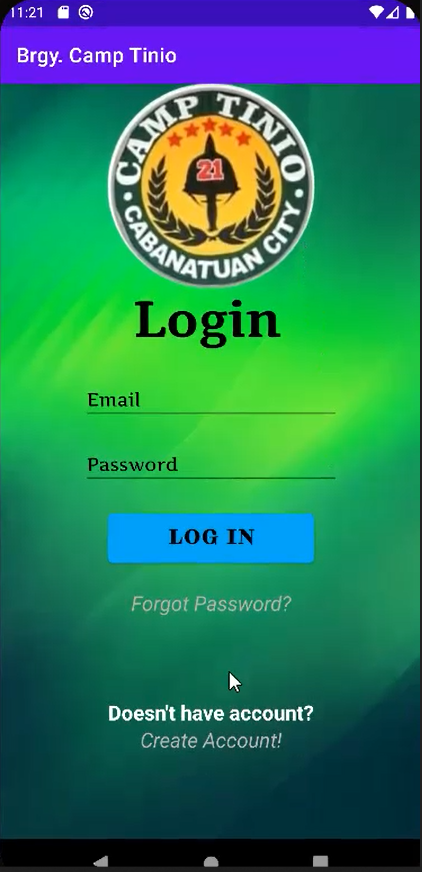 11:21
Brgy. Camp Tinio
CAMP TINIO
21
CABANATUAN CITY
Login
Email
Password
LOG IN
Forgot Password?
Doesn't have account?
Create Account!